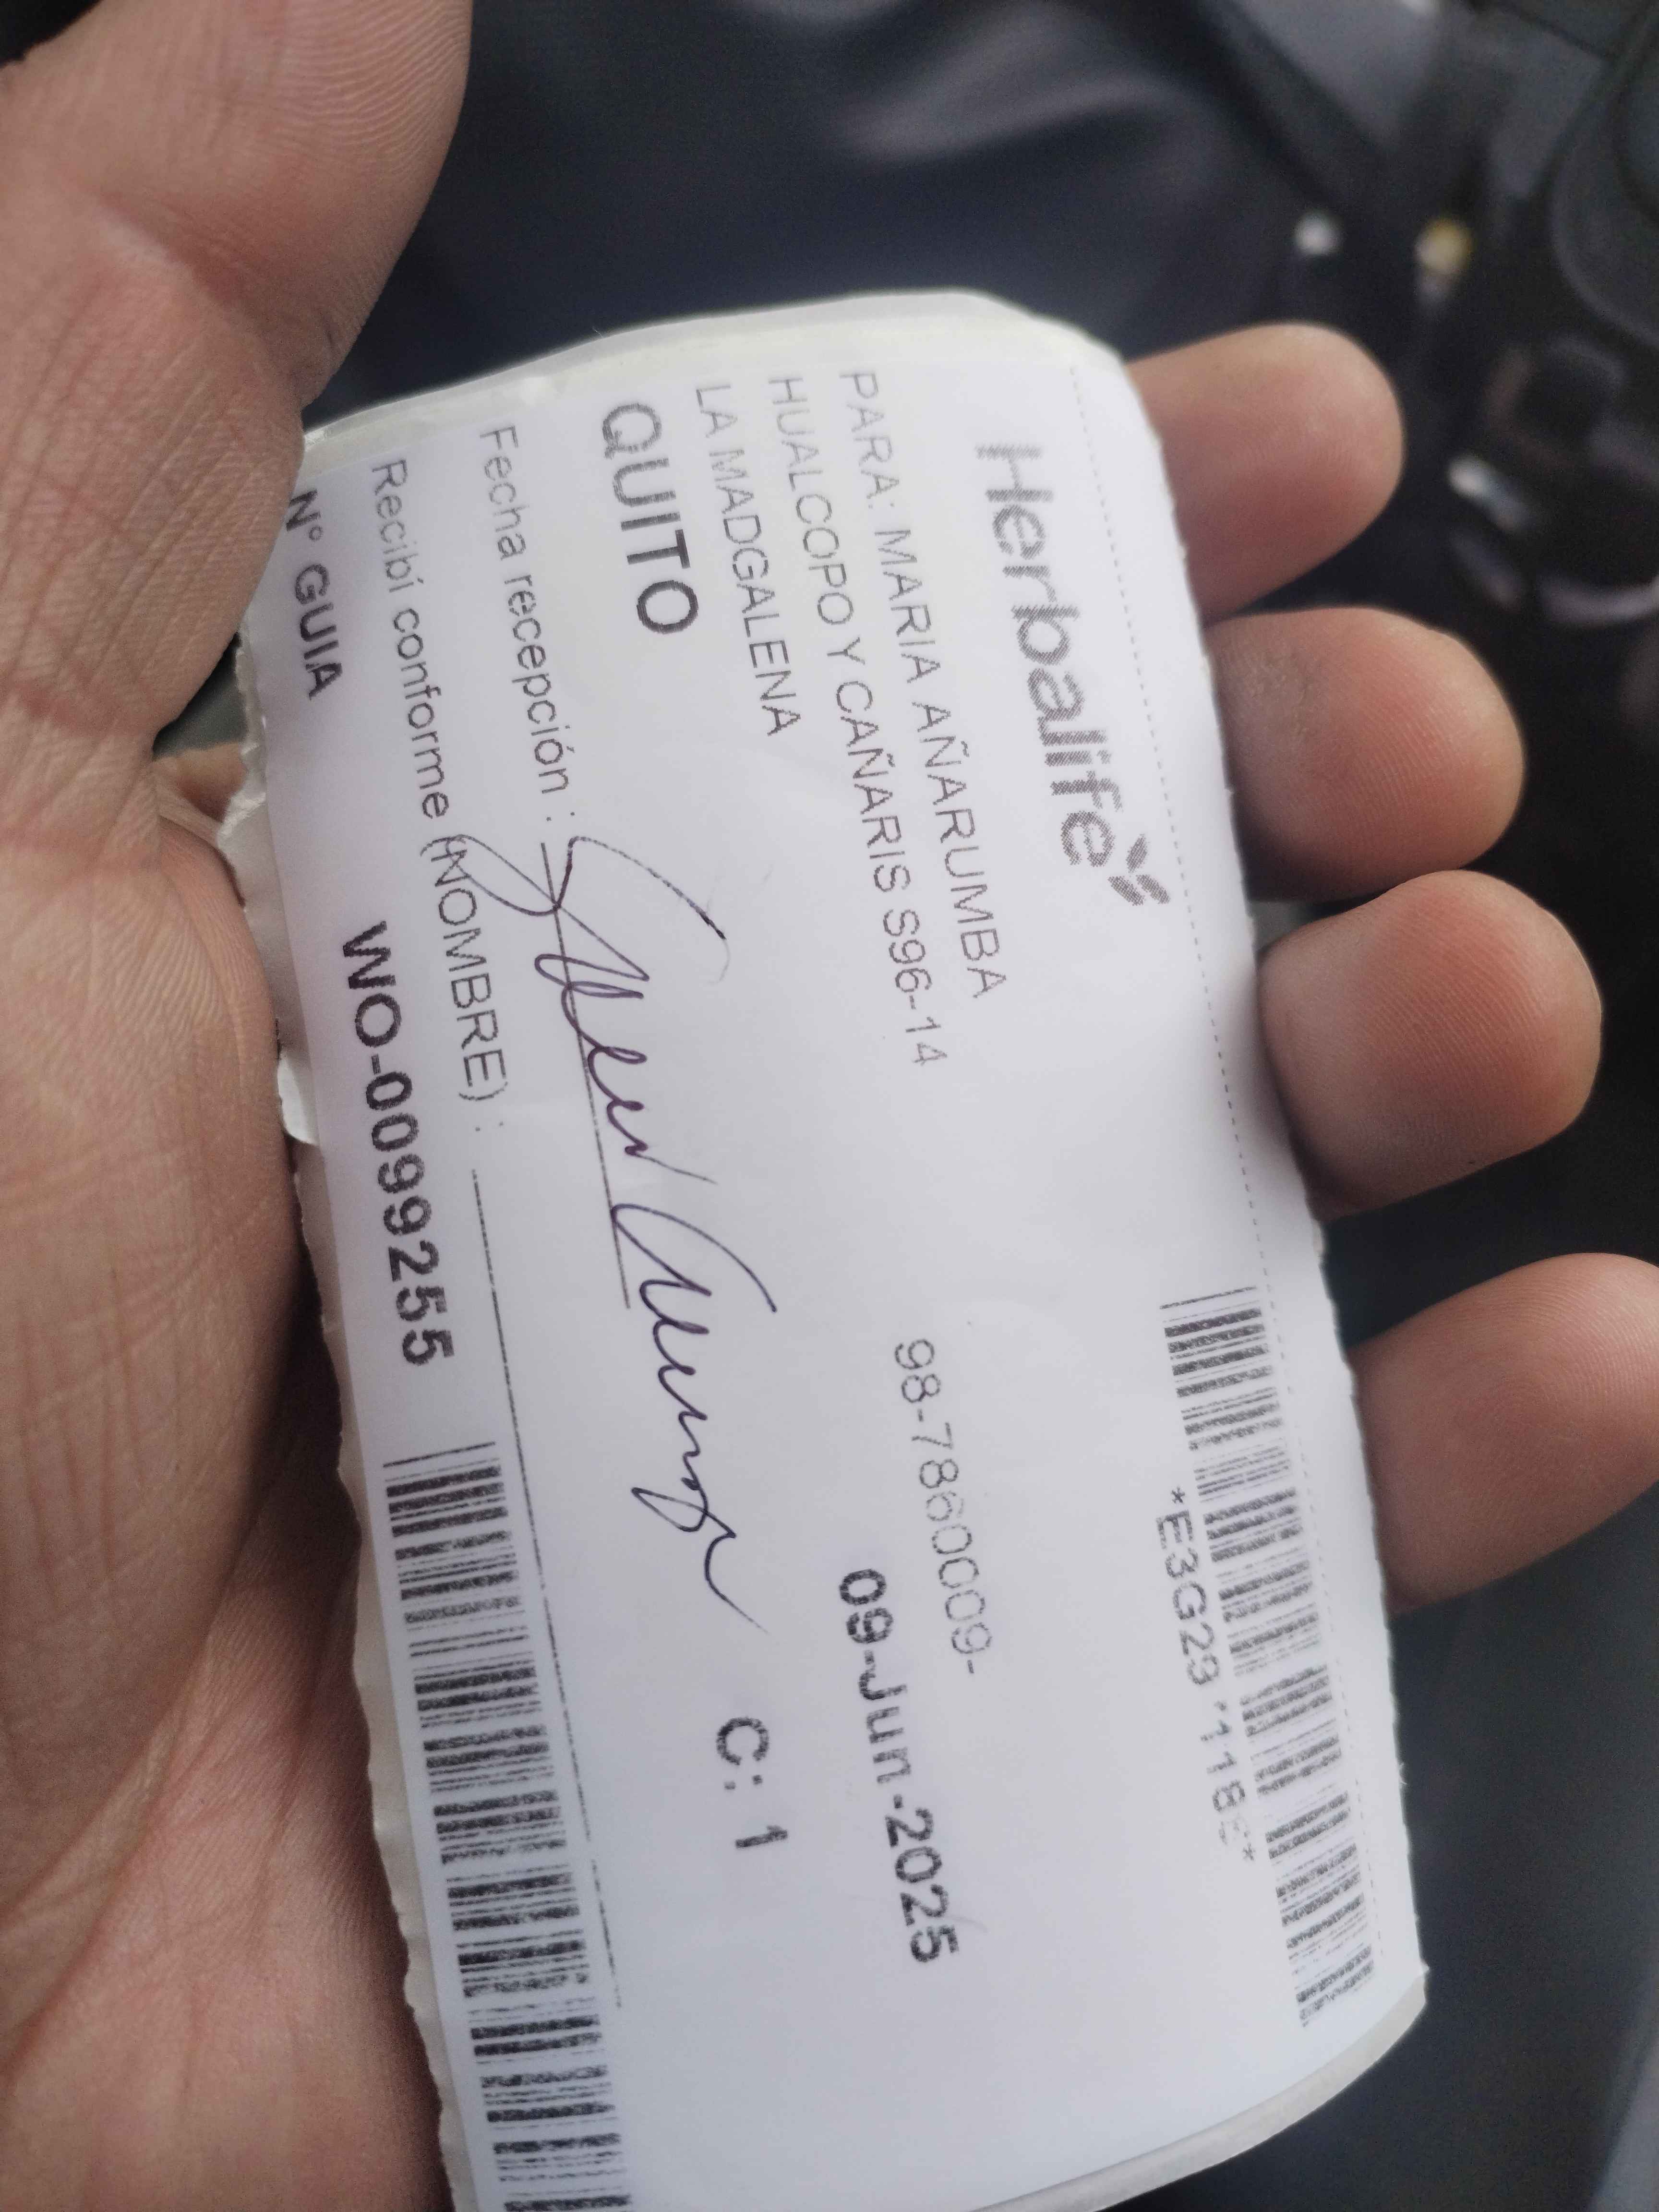 Herbalife
PARA: MARIA AÑARUMBA
98-7860009-
HUALCOPO Y CAÑARIS S96-14
LA MADGALENA
09-Jun-2025
QUITO
C: 1
Fecha recepción :
Recibí conforme (NOMBRE) :
N° GUIA
WO-0099255